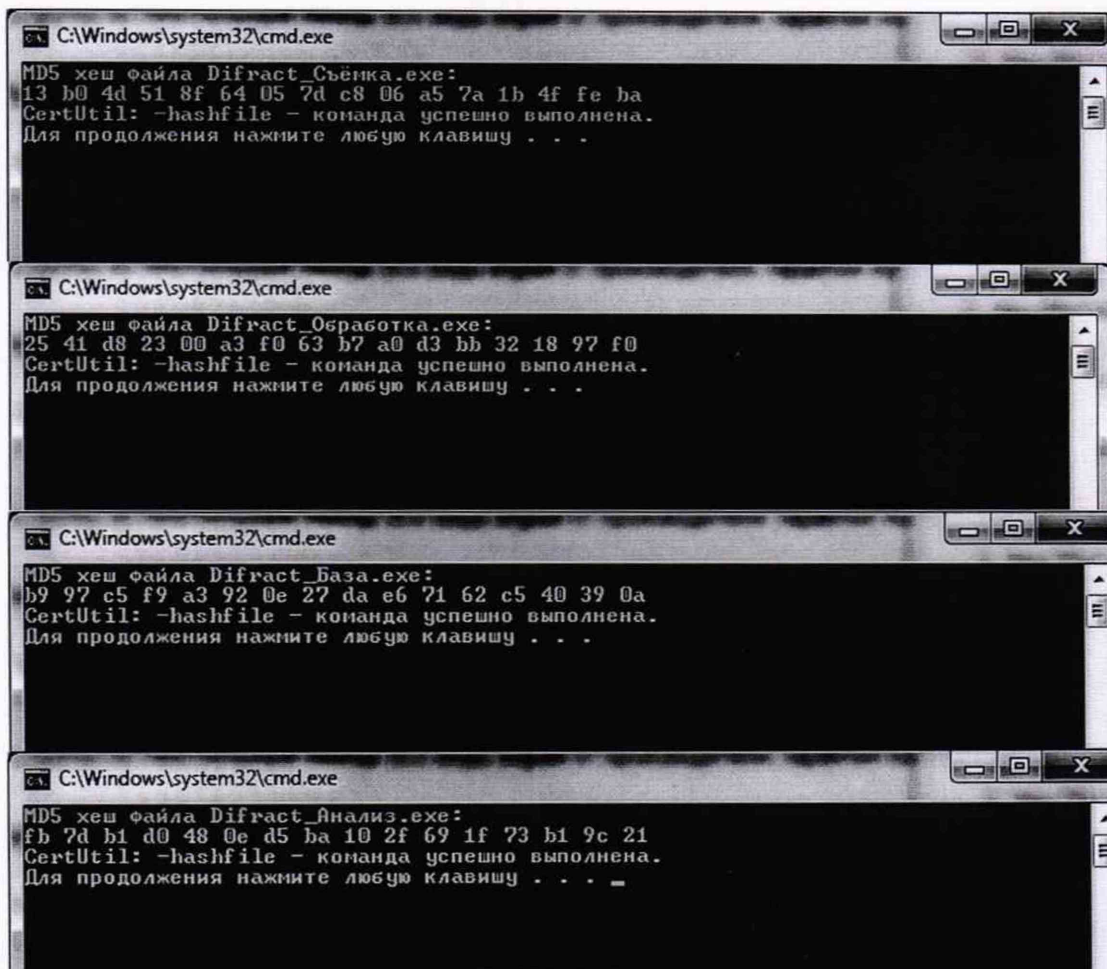 C:\Windows\system32\cmd.exe
MD5 хеш файла Difract_Съёмка.exe:
13 b0 4d 51 8f 64 05 7d c8 06 a5 7a 1b 4f fe ba
CertUtil: -hashfile - команда успешно выполнена.
Для продолжения нажмите любую клавишу . . .
C:\Windows\system32\cmd.exe
MD5 хеш файла Difract_Обработка.exe:
25 41 d8 23 00 a3 f0 63 b7 a0 d3 bb 32 18 97 f0
CertUtil: -hashfile - команда успешно выполнена.
Для продолжения нажмите любую клавишу . . .
C:\Windows\system32\cmd.exe
MD5 хеш файла Difract_База.exe:
b9 97 c5 f9 a3 92 0e 27 da e6 71 62 c5 40 39 0a
CertUtil: -hashfile - команда успешно выполнена.
Для продолжения нажмите любую клавишу . . .
C:\Windows\system32\cmd.exe
MD5 хеш файла Difract_Анализ.exe:
fb 7d b1 d0 48 0e d5 ba 10 2f 69 1f 73 b1 9c 21
CertUtil: -hashfile - команда успешно выполнена.
Для продолжения нажмите любую клавишу . . . _